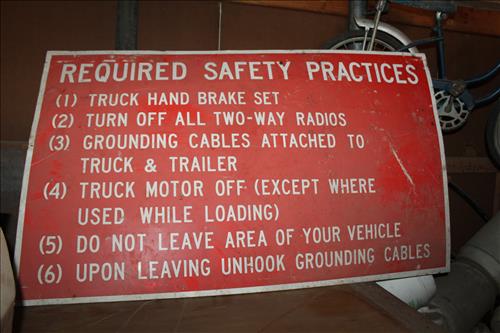 REQUIRED SAFETY PRACTICES
(1) TRUCK HAND BRAKE SET
(2) TURN OFF ALL TWO-WAY RADIOS
(3) GROUNDING CABLES ATTACHED TO
TRUCK & TRAILER
(4) TRUCK MOTOR OFF (EXCEPT WHERE
USED WHILE LOADING)
(5) DO NOT LEAVE AREA OF YOUR VEHICLE
(6) UPON LEAVING UNHOOK GROUNDING CABLES